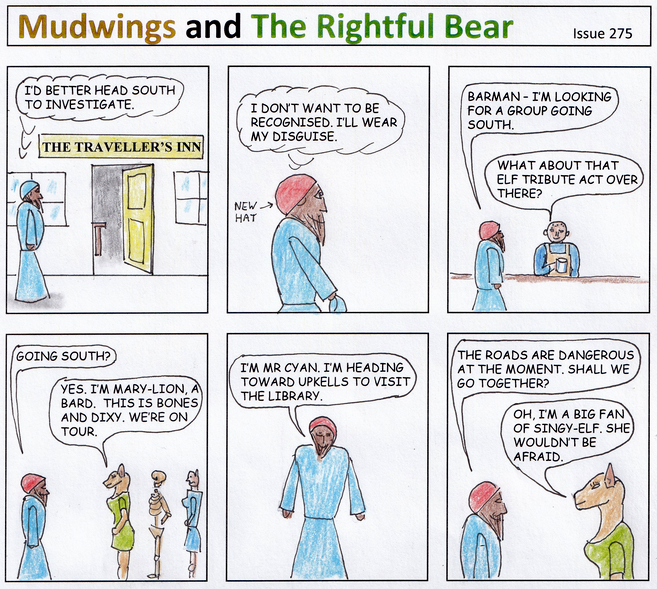 Mudwings and The Rightful Bear
Issue 275
I'D BETTER HEAD SOUTH
TO INVESTIGATE.
THE TRAVELLER'S INN
I DON'T WANT TO BE
RECOGNISED. I'LL WEAR
MY DISGUISE.
NEW
HAT
BARMAN - I'M LOOKING
FOR A GROUP GOING
SOUTH.
WHAT ABOUT THAT
ELF TRIBUTE ACT OVER
THERE?
GOING SOUTH?
YES. I'M MARY-LION, A
BARD. THIS IS BONES
AND DIXY. WE'RE ON
TOUR.
I'M MR CYAN. I'M HEADING
TOWARD UPKELLS TO VISIT
THE LIBRARY.
THE ROADS ARE DANGEROUS
AT THE MOMENT. SHALL WE
GO TOGETHER?
OH, I'M A BIG FAN
OF SINGY-ELF. SHE
WOULDN'T BE
AFRAID.